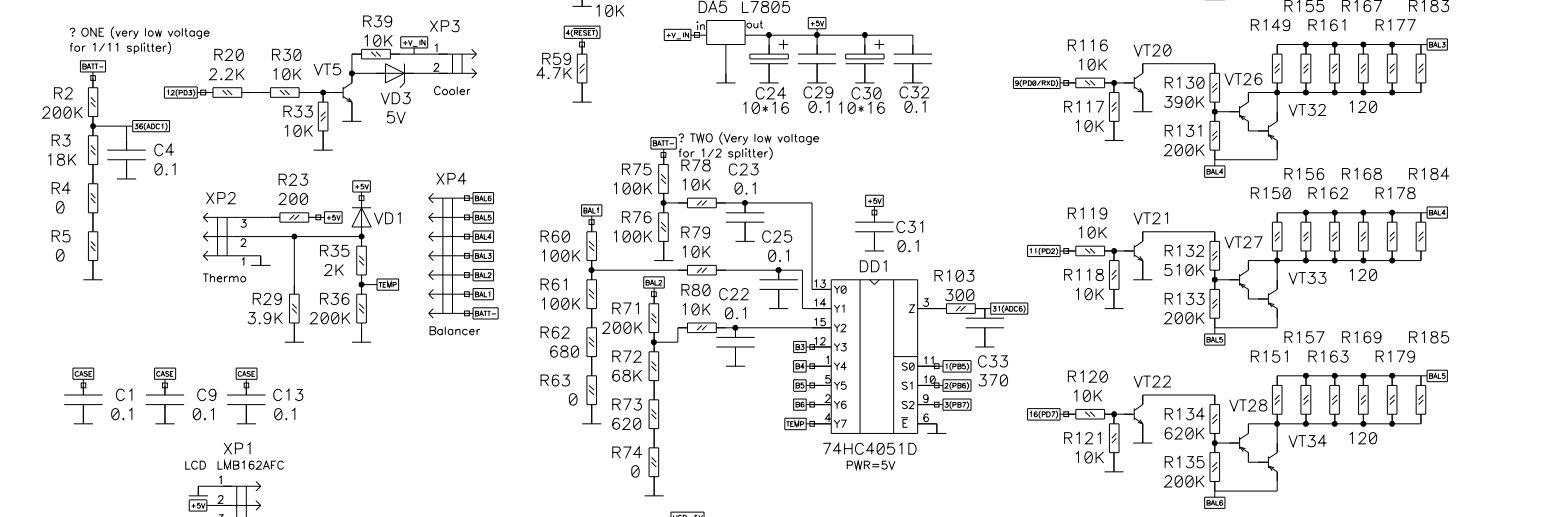 ? ONE (very low voltage
for 1/11 splitter)
BATT-
R2
200K
36(ADC1)
R3
18K
C4
0.1
R4
0
R5
0
R20
2.2K
R30
10K
12(PD3)
R33
10K
VT5
R39
10K
+V_IN
XP3
1
2
Cooler
VD3
5V
XP2
3
2
1
Thermo
R23
200
+5V
+5V
VD1
R35
2K
TEMP
R29
3.9K
R36
200K
XP4
BAL6
BAL5
BAL4
BAL3
BAL2
BAL1
BATT-
Balancer
CASE
CASE
CASE
C1
0.1
C9
0.1
C13
0.1
XP1
LCD LMB162AFC
1
2
+5V
10K
4(RESET)
R59
4.7K
DA5 L7805
in
out
+V_IN
+5V
+
+
C24
10*16
C29
0.1
C30
10*16
C32
0.1
? TWO (Very low voltage
for 1/2 splitter)
BATT-
R75
100K
R78
10K
C23
0.1
R76
100K
BAL1
R60
100K
R79
10K
C25
0.1
+5V
C31
0.1
R61
100K
BAL2
R71
200K
R80
10K
C22
0.1
R62
680
R72
68K
R63
0
R73
620
R74
0
DD1
13 Y0
14 Y1
15 Y2
B3 12 Y3
B4 1 Y4
B5 5 Y5
B6 2 Y6
TEMP 4 Y7
Z 3
R103
300
31(ADC6)
C33
370
S0 11 1(PB5)
S1 10 2(PB6)
S2 9 3(PB7)
E 6
74HC4051D
PWR=5V
R116
10K
9(PD0/RXD)
R117
10K
VT20
R130
390K
R131
200K
VT26
VT32
BAL4
R155 R167 R183
R149 R161 R177
BAL3
120
R119
10K
11(PD2)
R118
10K
VT21
R132
510K
R133
200K
VT27
VT33
BAL5
R156 R168 R184
R150 R162 R178
BAL4
120
R120
10K
16(PD7)
R121
10K
VT22
R134
620K
R135
200K
VT28
VT34
BAL6
R157 R169 R185
R151 R163 R179
BAL5
120